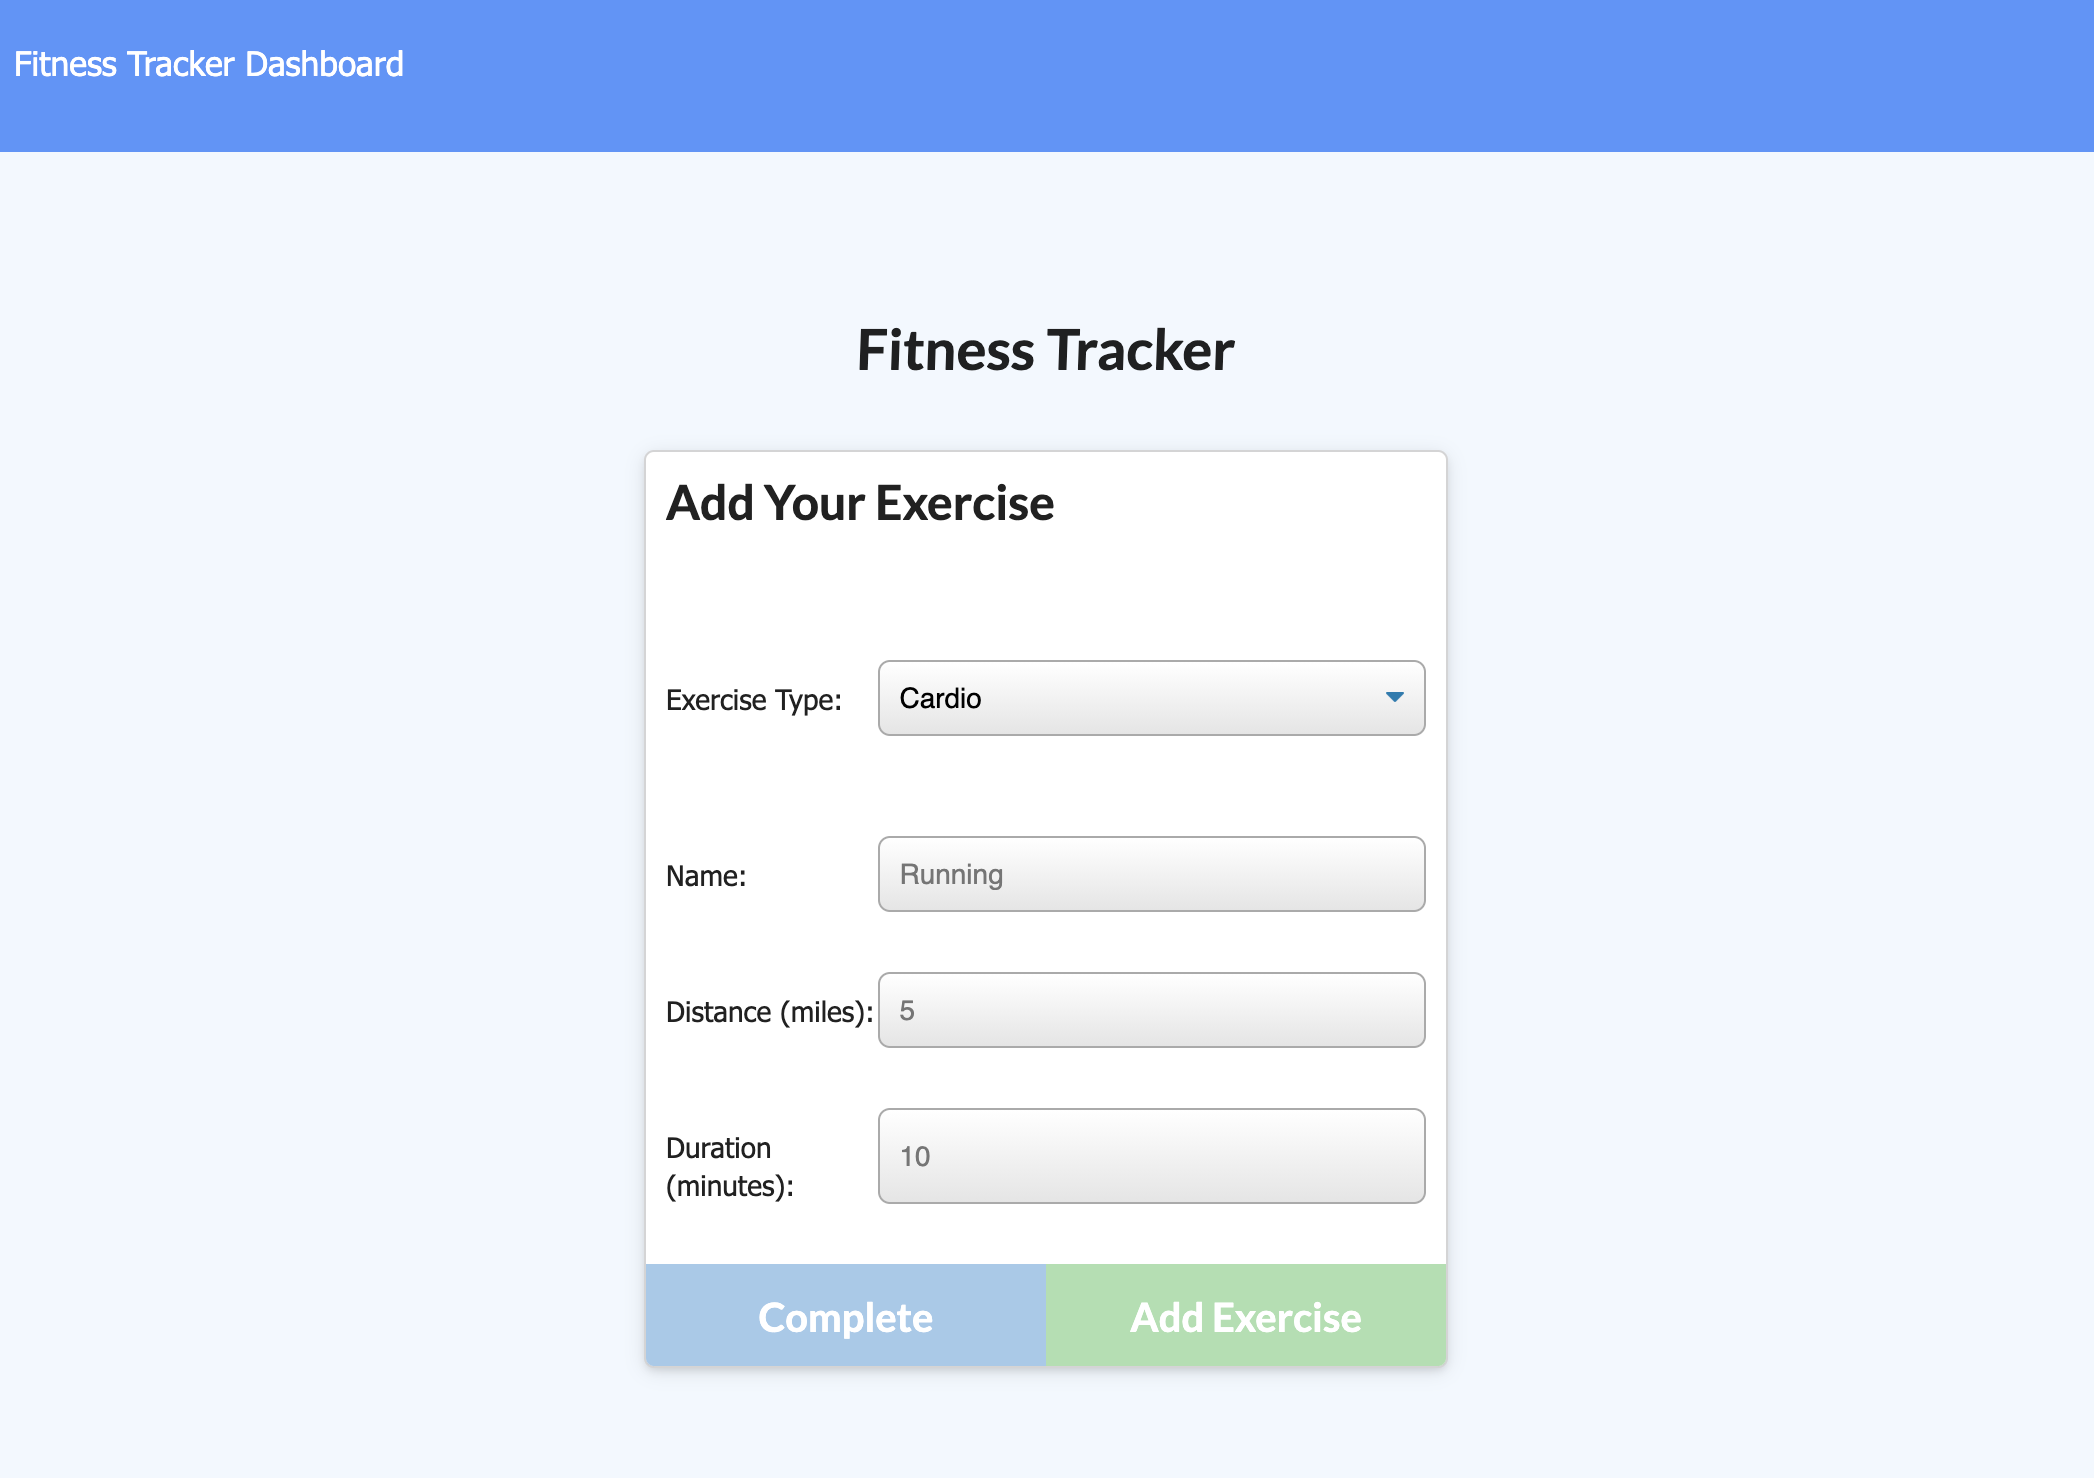 Fitness Tracker Dashboard
Fitness Tracker
Add Your Exercise
Exercise Type: Cardio
Name: Running
Distance (miles): 5
Duration
(minutes): 10
Complete Add Exercise